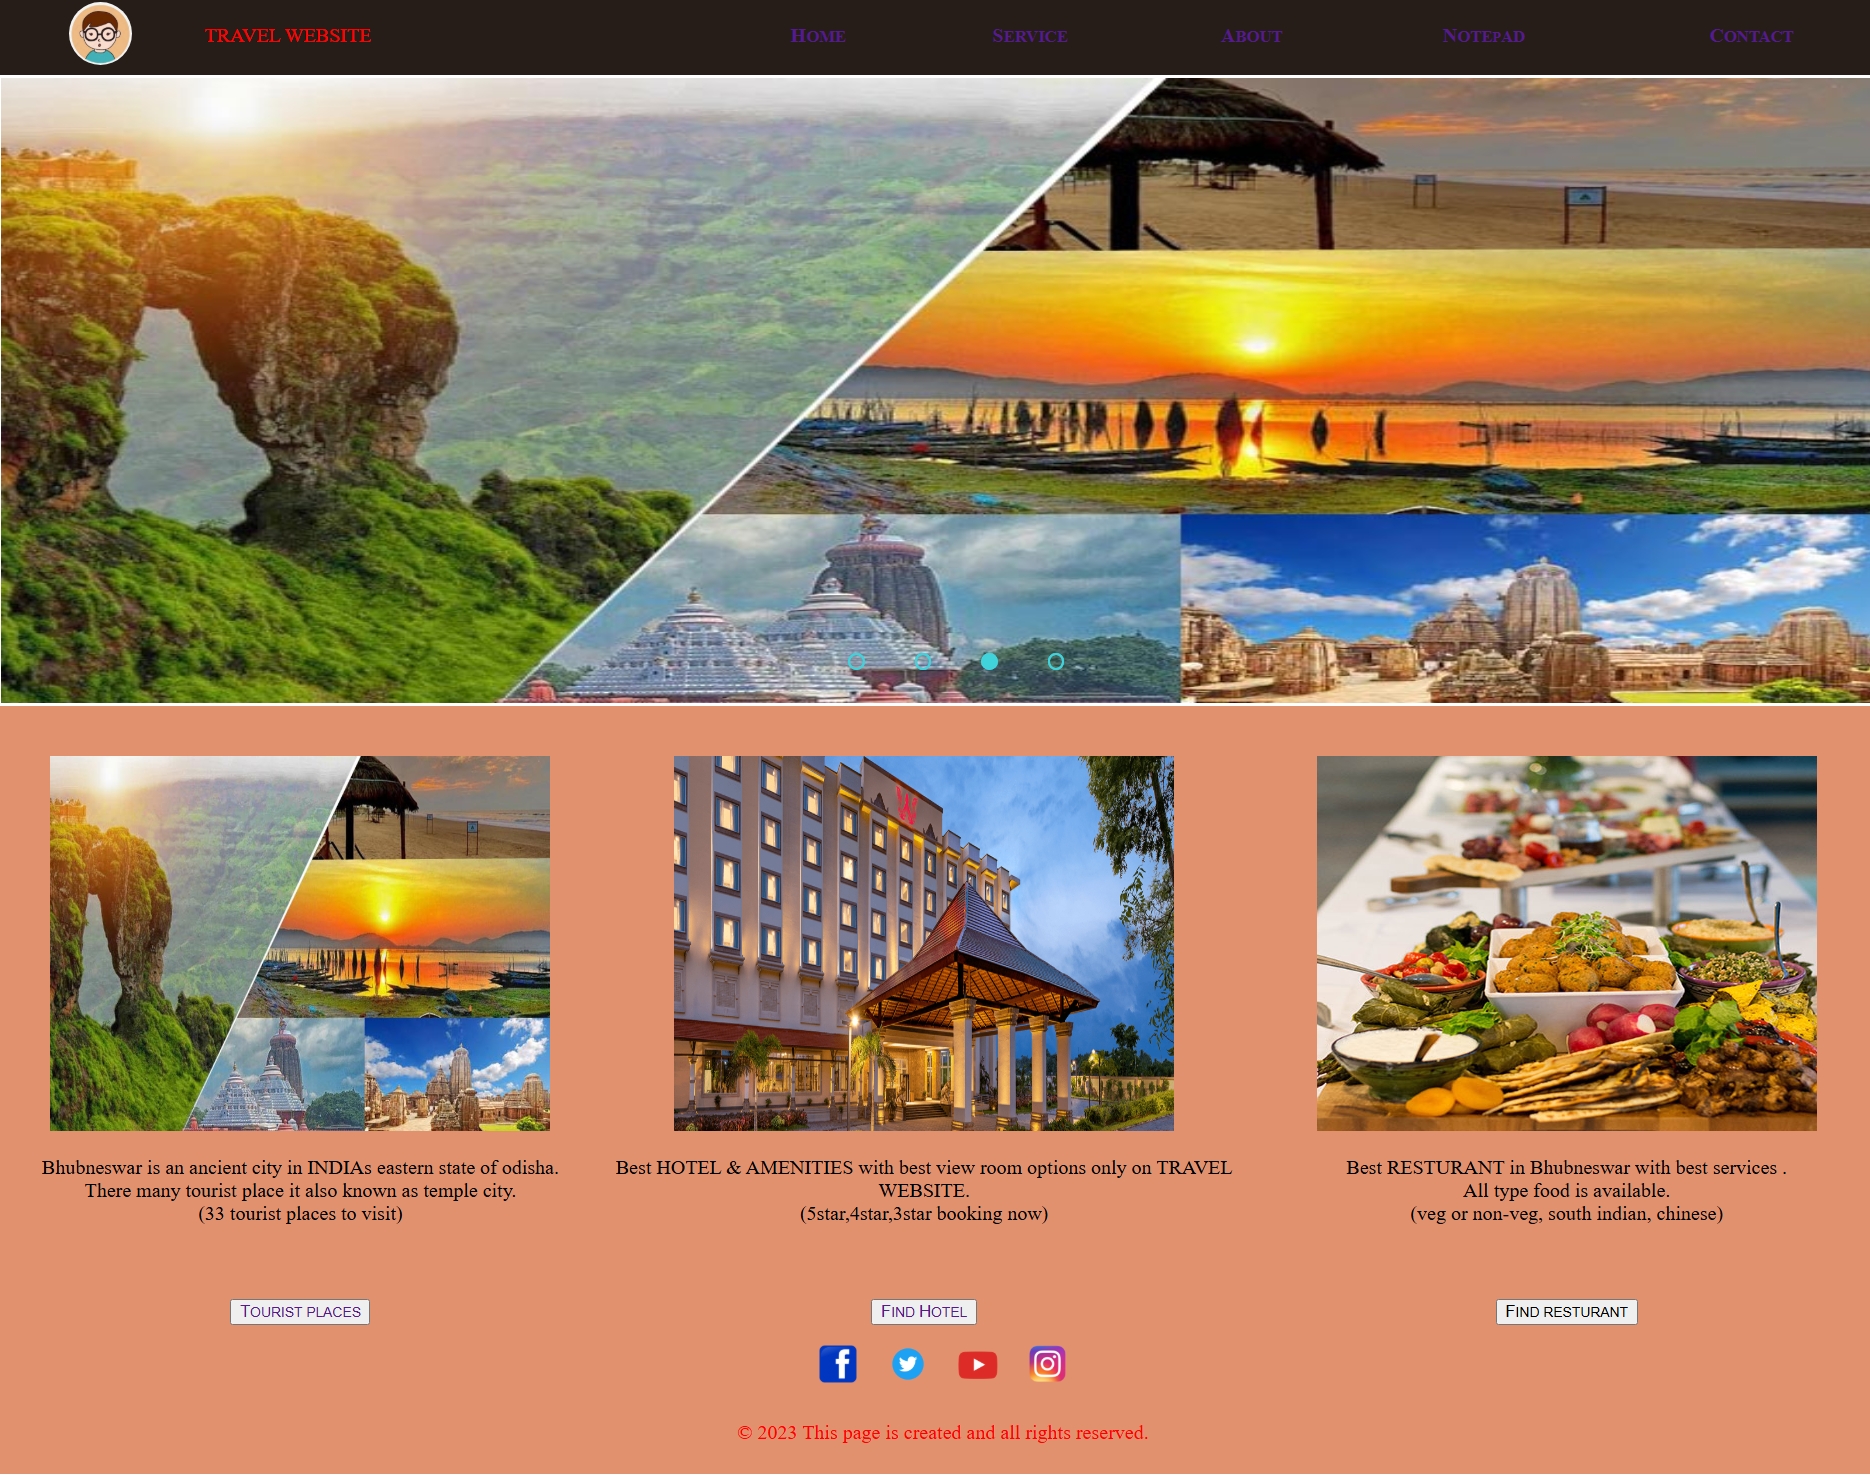 TRAVEL WEBSITE
HOME
SERVICE
ABOUT
NOTEPAD
CONTACT
W
Bhubneswar is an ancient city in INDIAs eastern state of odisha.
There many tourist place it also known as temple city.
(33 tourist places to visit)
Best HOTEL & AMENITIES with best view room options only on TRAVEL
WEBSITE.
(5star,4star,3star booking now)
Best RESTURANT in Bhubneswar with best services .
All type food is available.
(veg or non-veg, south indian, chinese)
TOURIST PLACES
FIND HOTEL
FIND RESTURANT
© 2023 This page is created and all rights reserved.